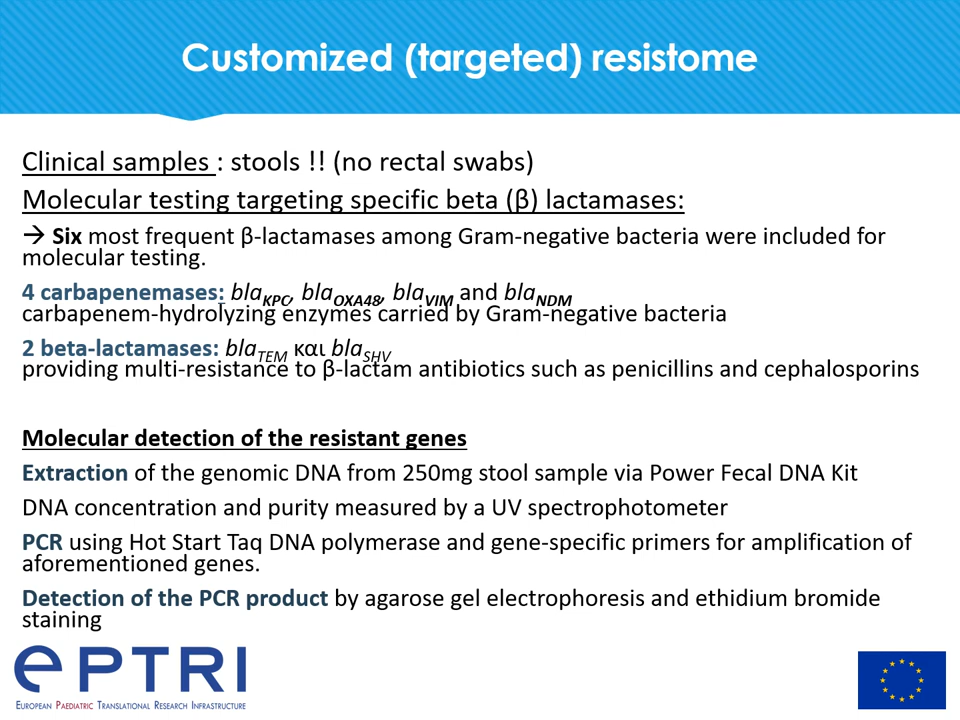 Customized (targeted) resistome
Clinical samples : stools !! (no rectal swabs)
Molecular testing targeting specific beta (β) lactamases:
→ Six most frequent β-lactamases among Gram-negative bacteria were included for
molecular testing.
4 carbapenemases: blaKPC, blaOXA48, blaVIM and blaNDM
carbapenem-hydrolyzing enzymes carried by Gram-negative bacteria
2 beta-lactamases: blaTEM και blaSHV
providing multi-resistance to β-lactam antibiotics such as penicillins and cephalosporins
Molecular detection of the resistant genes
Extraction of the genomic DNA from 250mg stool sample via Power Fecal DNA Kit
DNA concentration and purity measured by a UV spectrophotometer
PCR using Hot Start Taq DNA polymerase and gene-specific primers for amplification of
aforementioned genes.
Detection of the PCR product by agarose gel electrophoresis and ethidium bromide
staining
ePTRI
European Paediatric Translational Research Infrastructure